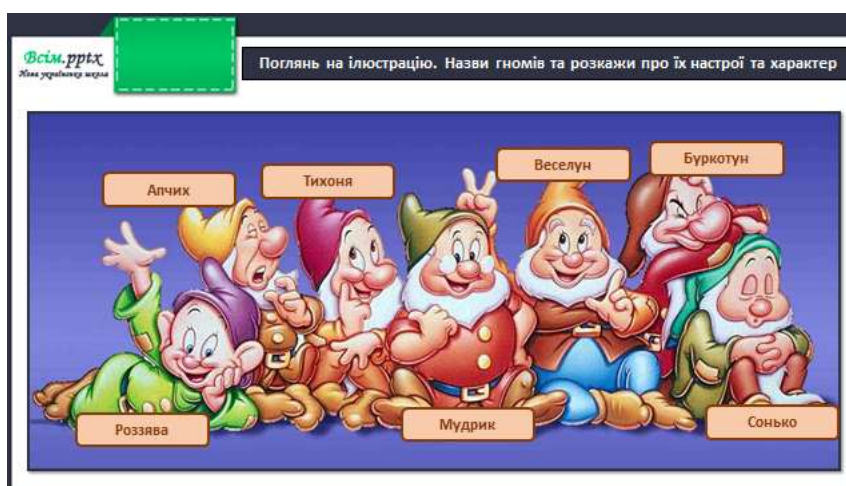 Всім.pptx
Нова українська школа
Поглянь на ілюстрацію. Назви гномів та розкажи про їх настрої та характер
Апчих
Тихоня
Веселун
Буркотун
Роззява
Мудрик
Сонько